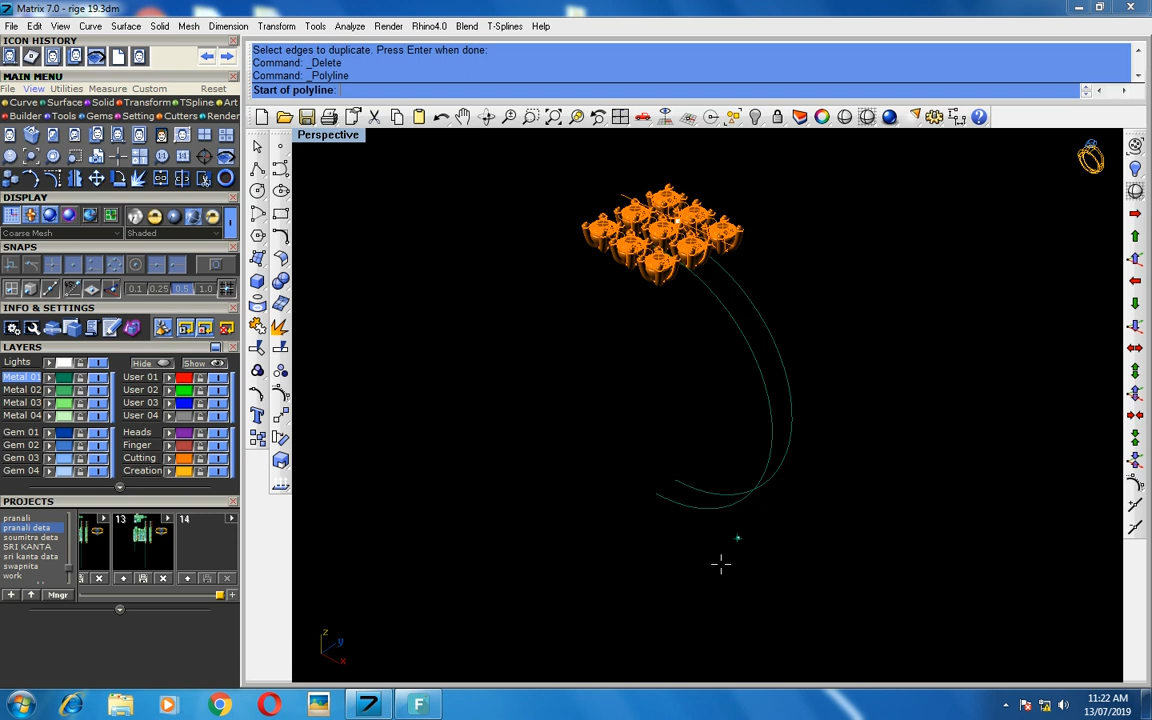 Matrix 7.0 - rige 19.3dm
File Edit View Curve Surface Solid Mesh Dimension Transform Tools Analyze Render Rhino4.0 Blend T-Splines Help
ICON HISTORY
MAIN MENU
File View Utilities Measure Custom Reset
Curve Surface Solid Transform TSpline Art
Builder Tools Gems Setting Cutters Render
DISPLAY
Coarse Mesh Shaded
SNAPS
0.1 0.25 0.5 1.0
INFO & SETTINGS
LAYERS
Lights Hide Show
Metal 01 User 01
Metal 02 User 02
Metal 03 User 03
Metal 04 User 04
Gem 01 Heads
Gem 02 Finger
Gem 03 Cutting
Gem 04 Creation
PROJECTS
pranali
pranali deta
soumitra deta
SRI KANTA
sri kanta data
swapnita
work
13 14
Mngr
Select edges to duplicate. Press Enter when done:
Command: _Delete
Command: _Polyline
Start of polyline:
Perspective
z
y
x
11:22 AM
13/07/2019